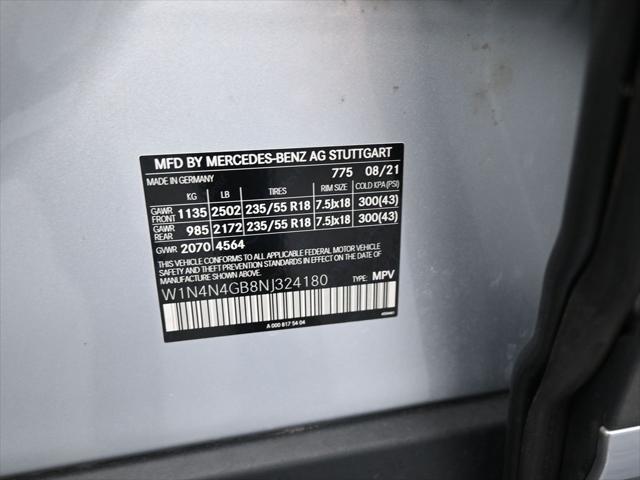 MFD BY MERCEDES-BENZ AG STUTTGART
MADE IN GERMANY 775 08/21
KG LB TIRES RIM SIZE COLD KPA(PSI)
GAWR FRONT 1135 2502 235/55 R18 7.5Jx18 300(43)
GAWR REAR 985 2172 235/55 R18 7.5Jx18 300(43)
GVWR 2070 4564
THIS VEHICLE CONFORMS TO ALL APPLICABLE FEDERAL MOTOR VEHICLE
SAFETY AND THEFT PREVENTION STANDARDS IN EFFECT ON THE DATE OF
MANUFACTURE SHOWN ABOVE.
W1N4N4GB8NJ324180 TYPE: MPV
A 000 817 54 04